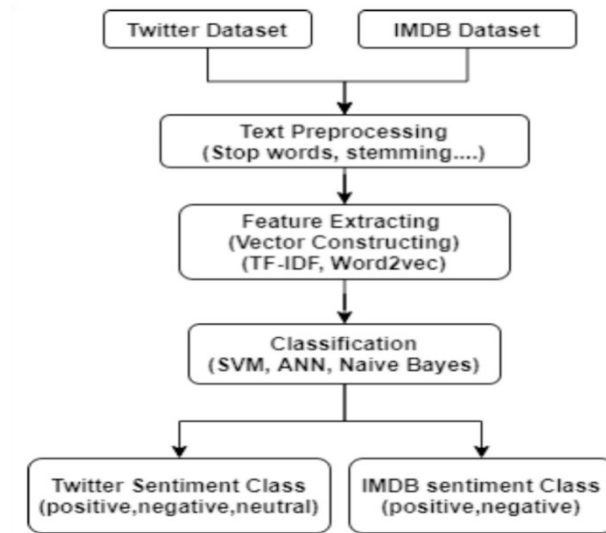 Twitter Dataset
IMDB Dataset
Text Preprocessing
(Stop words, stemming....)
Feature Extracting
(Vector Constructing)
(TF-IDF, Word2vec)
Classification
(SVM, ANN, Naive Bayes)
Twitter Sentiment Class
(positive,negative,neutral)
IMDB sentiment Class
(positive,negative)